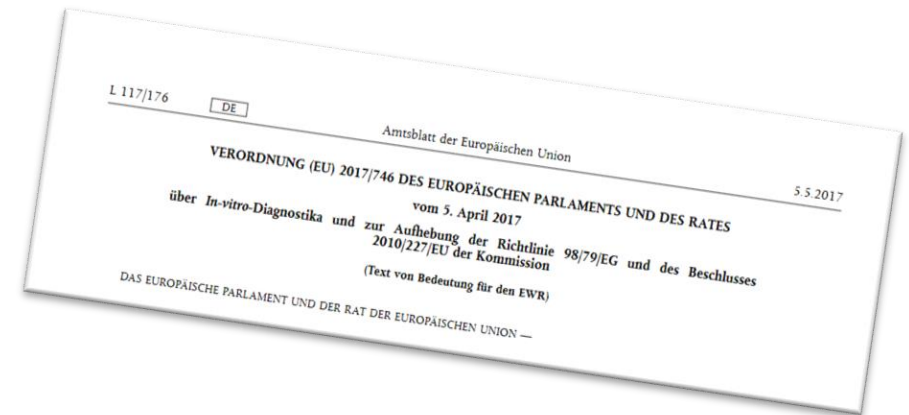 L 117/176 DE Amtsblatt der Europäischen Union 5.5.2017
VERORDNUNG (EU) 2017/746 DES EUROPÄISCHEN PARLAMENTS UND DES RATES
vom 5. April 2017
über In-vitro-Diagnostika und zur Aufhebung der Richtlinie 98/79/EG und des Beschlusses
2010/227/EU der Kommission
(Text von Bedeutung für den EWR)
DAS EUROPÄISCHE PARLAMENT UND DER RAT DER EUROPÄISCHEN UNION —